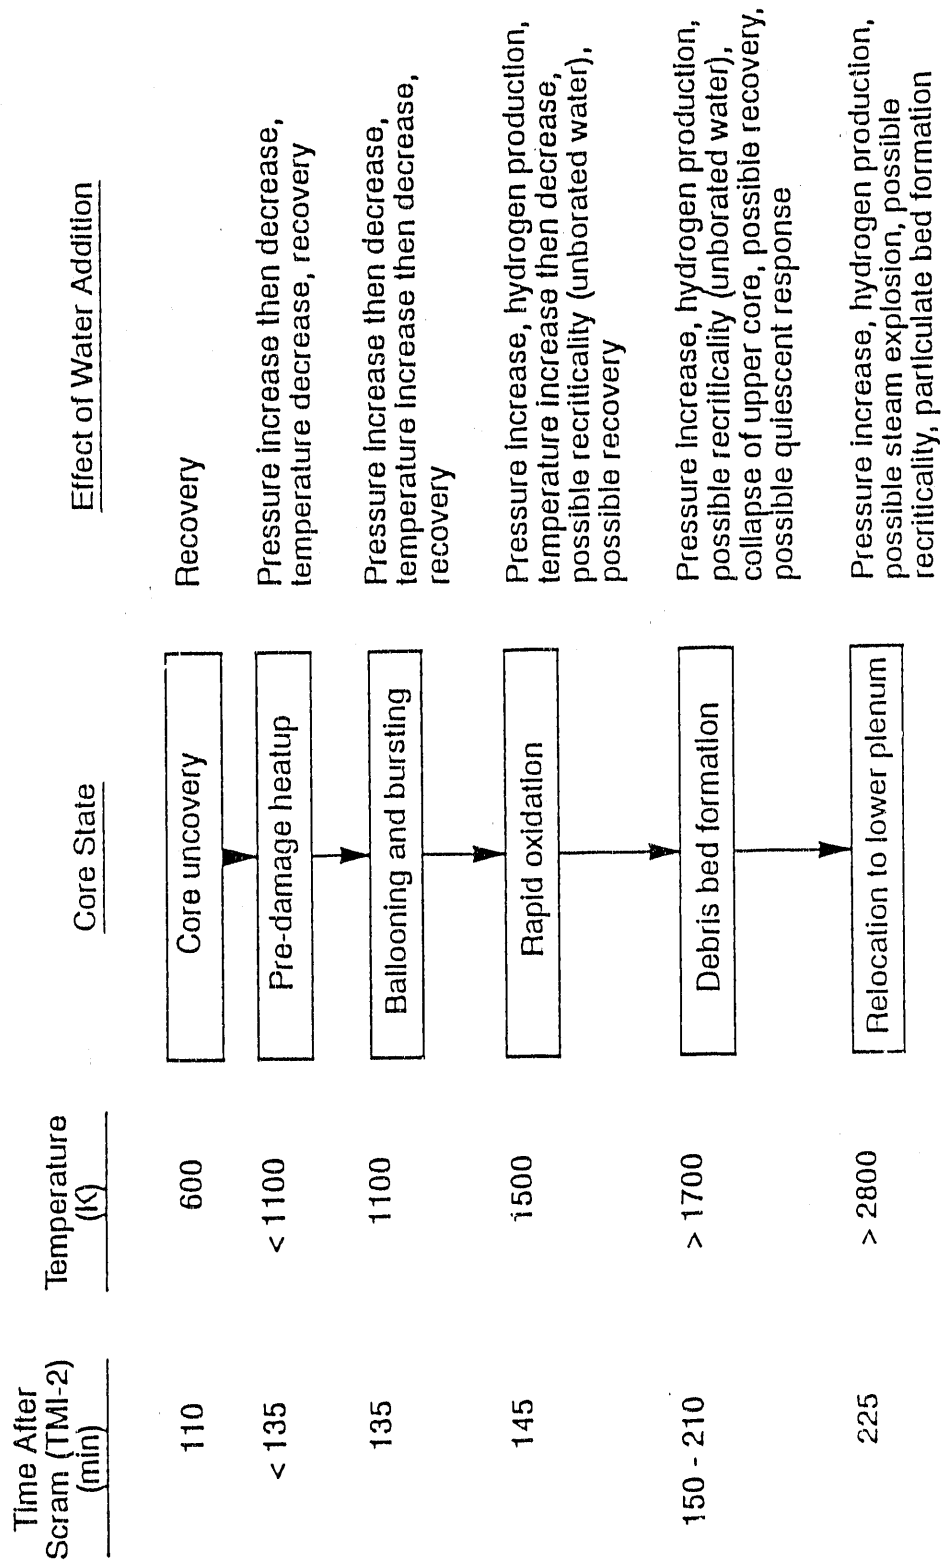 Time After
Scram (TMI-2)
(min)
Temperature
(K)
Core State
Effect of Water Addition
110
600
Core uncovery
Recovery
< 135
< 1100
Pre-damage heatup
Pressure increase then decrease,
temperature decrease, recovery
135
1100
Ballooning and bursting
Pressure increase then decrease,
temperature increase then decrease,
recovery
145
1500
Rapid oxidation
Pressure increase, hydrogen production,
temperature increase then decrease,
possible recriticality (unborated water),
possible recovery
150 - 210
> 1700
Debris bed formation
Pressure increase, hydrogen production,
possible recriticality (unborated water),
collapse of upper core, possible recovery,
possible quiescent response
225
> 2800
Relocation to lower plenum
Pressure increase, hydrogen production,
possible steam explosion, possible
recriticality, particulate bed formation